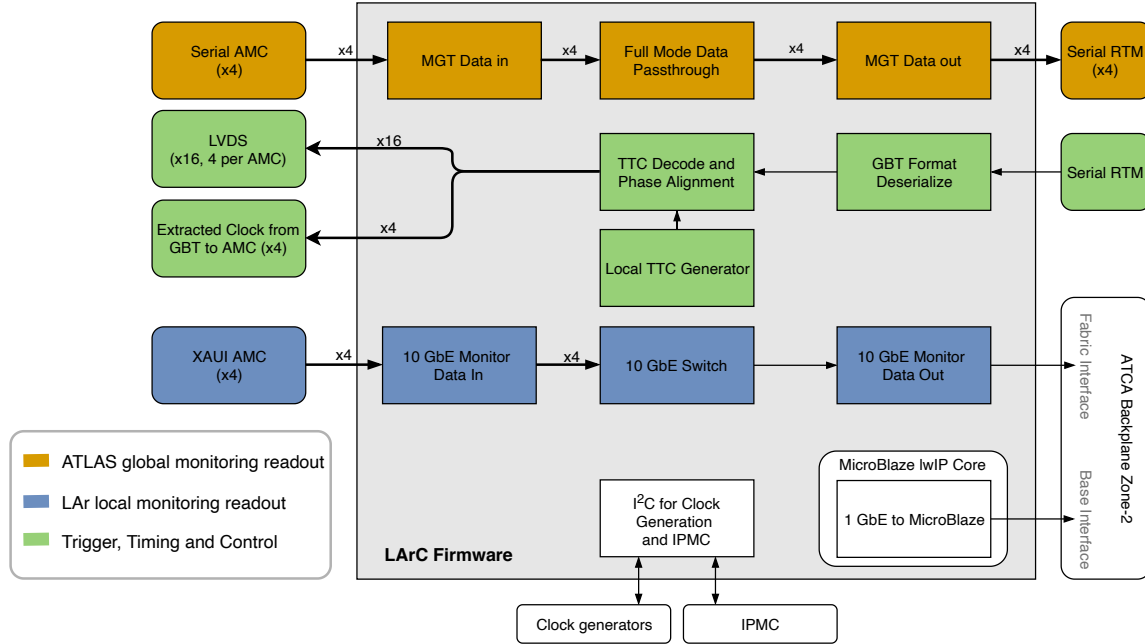 Serial AMC
(x4)
x4
MGT Data in
x4
Full Mode Data
Passthrough
x4
MGT Data out
x4
Serial RTM
(x4)
LVDS
(x16, 4 per AMC)
x16
TTC Decode and
Phase Alignment
GBT Format
Deserialize
Serial RTM
Extracted Clock from
GBT to AMC (x4)
x4
Local TTC Generator
XAUI AMC
(x4)
x4
10 GbE Monitor
Data In
x4
10 GbE Switch
10 GbE Monitor
Data Out
Fabric Interface
ATCA Backplane Zone-2
Base Interface
ATLAS global monitoring readout
LAr local monitoring readout
Trigger, Timing and Control
I²C for Clock
Generation
and IPMC
MicroBlaze lwIP Core
1 GbE to MicroBlaze
LArC Firmware
Clock generators
IPMC